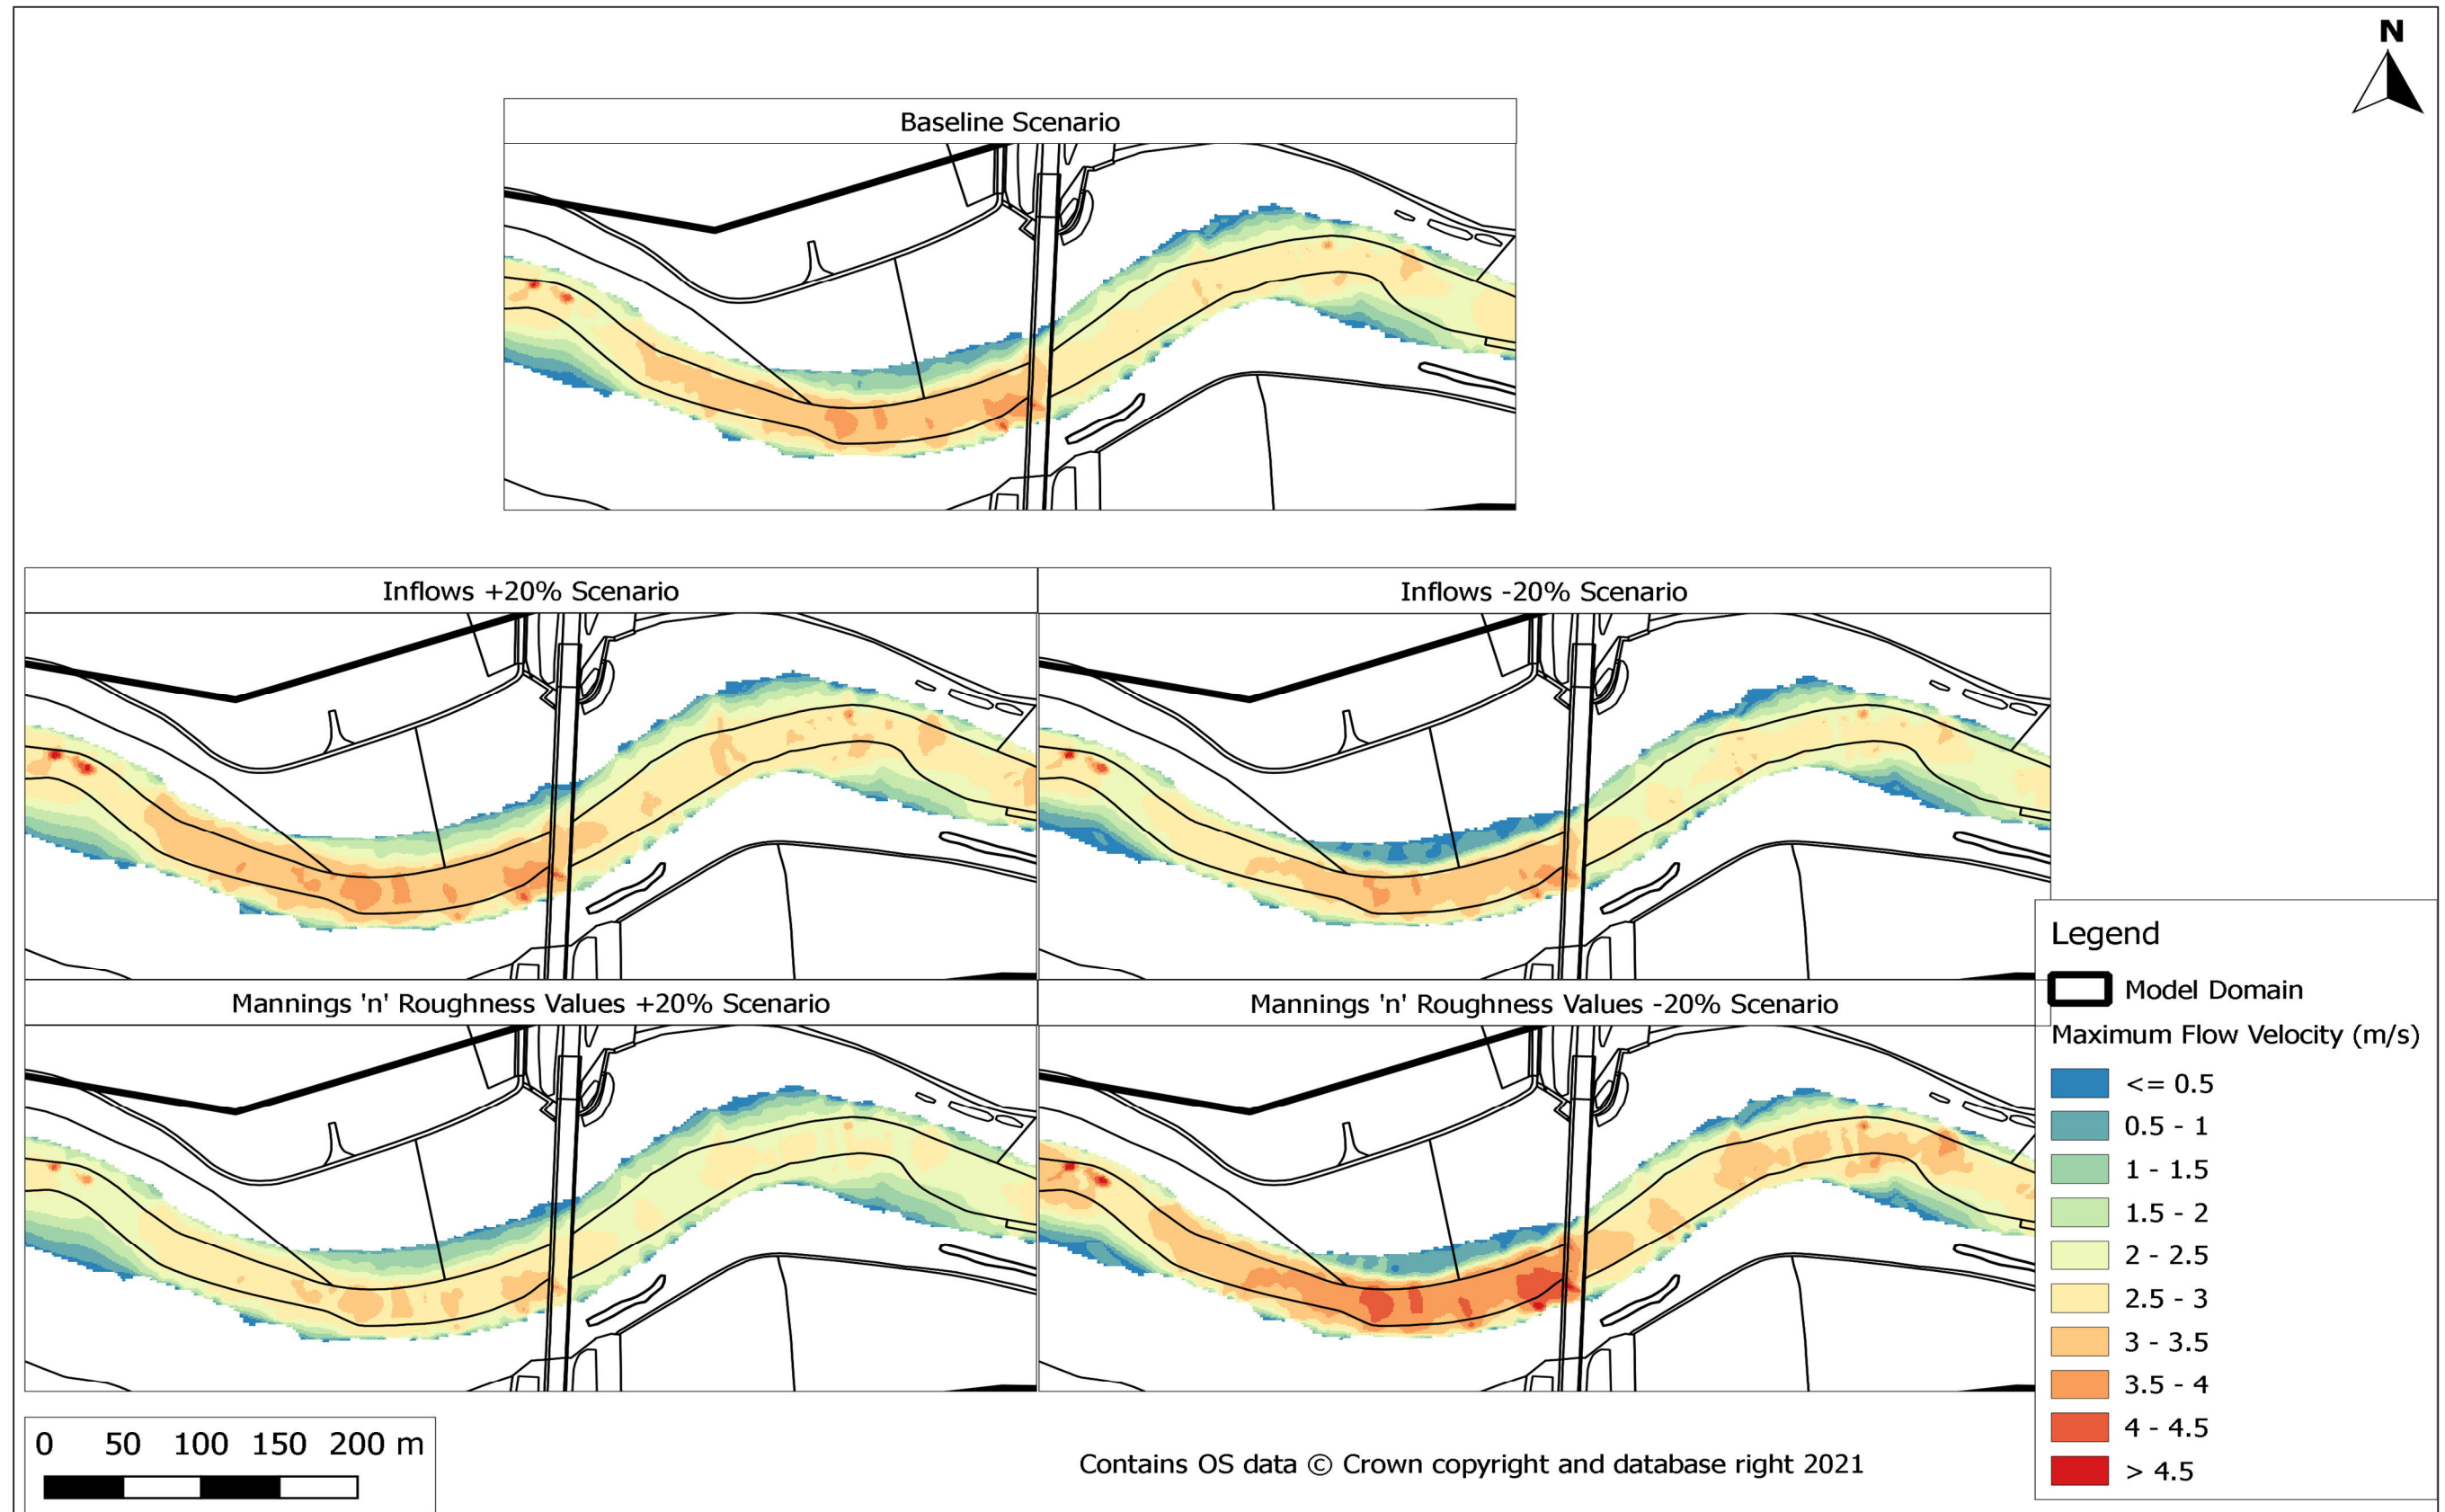 N
Baseline Scenario
Inflows +20% Scenario
Inflows -20% Scenario
Mannings 'n' Roughness Values +20% Scenario
Mannings 'n' Roughness Values -20% Scenario
Legend
Model Domain
Maximum Flow Velocity (m/s)
<= 0.5
0.5 - 1
1 - 1.5
1.5 - 2
2 - 2.5
2.5 - 3
3 - 3.5
3.5 - 4
4 - 4.5
> 4.5
0 50 100 150 200 m
Contains OS data © Crown copyright and database right 2021